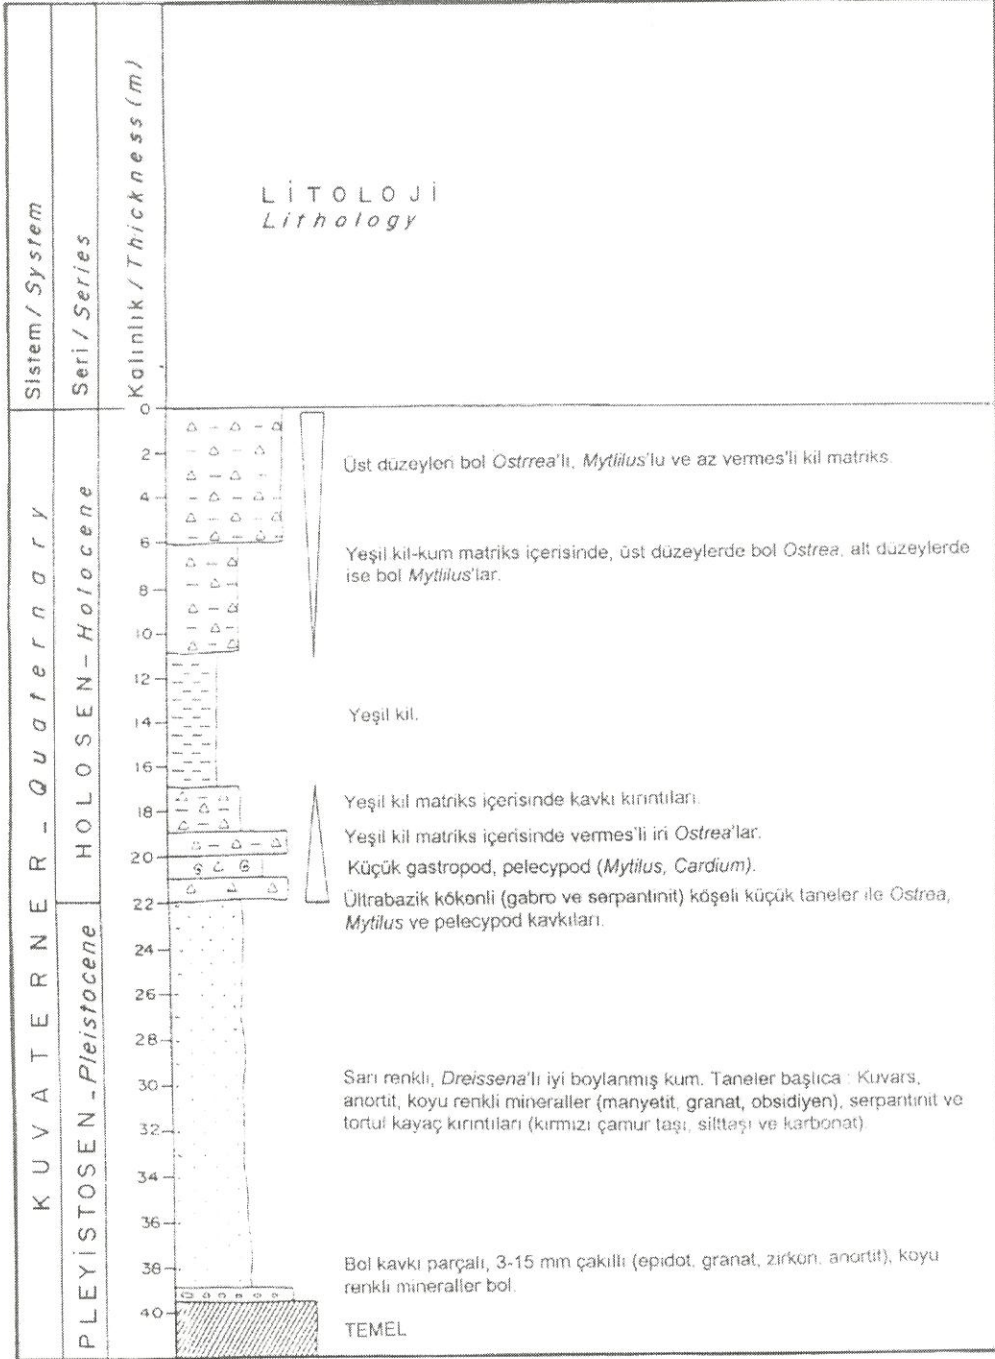 Sistem / System
Seri / Series
Kalınlık / Thickness (m)
LİTOLOJİ
Lithology
KUVATERNER - Quaternary
HOLOSEN - Holocene
PLEYİSTOSEN - Pleistocene
0
2
4
6
8
10
12
14
16
18
20
22
24
26
28
30
32
34
36
38
40
Üst düzeyleri bol Ostrrea'lı, Mytlilus'lu ve az vermes'li kil matriks.
Yeşil kil-kum matriks içerisinde, üst düzeylerde bol Ostrea, alt düzeylerde
ise bol Mytlilus'lar.
Yeşil kil.
Yeşil kil matriks içerisinde kavkı kırıntıları.
Yeşil kil matriks içerisinde vermes'li iri Ostrea'lar.
Küçük gastropod, pelecypod (Mytilus, Cardium).
Ültrabazik kökenli (gabro ve serpantinit) köşeli küçük taneler ile Ostrea,
Mytilus ve pelecypod kavkıları.
Sarı renkli, Dreissena'lı iyi boylanmış kum. Taneler başlıca : Kuvars,
anortit, koyu renkli mineraller (manyetit, granat, obsidiyen), serpantinit ve
tortul kayaç kırıntıları (kırmızı çamur taşı, silttaşı ve karbonat).
Bol kavkı parçalı, 3-15 mm çakıllı (epidot, granat, zirkon, anortit), koyu
renkli mineraller bol.
TEMEL